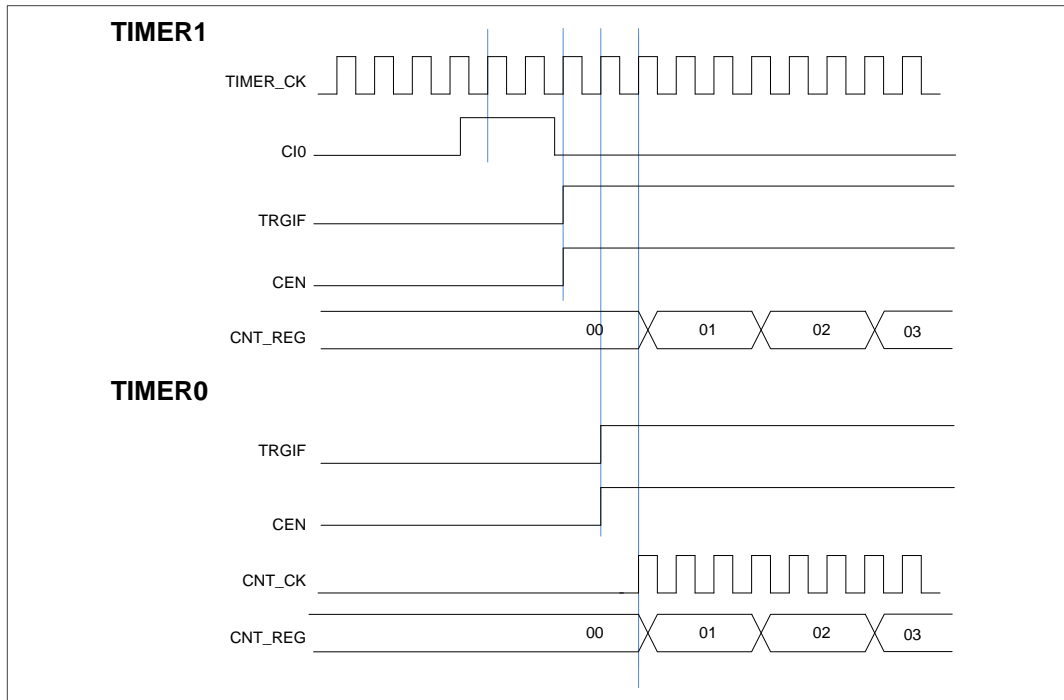 TIMER1
TIMER_CK
CI0
TRGIF
CEN
CNT_REG 00 01 02 03
TIMER0
TRGIF
CEN
CNT_CK
CNT_REG 00 01 02 03